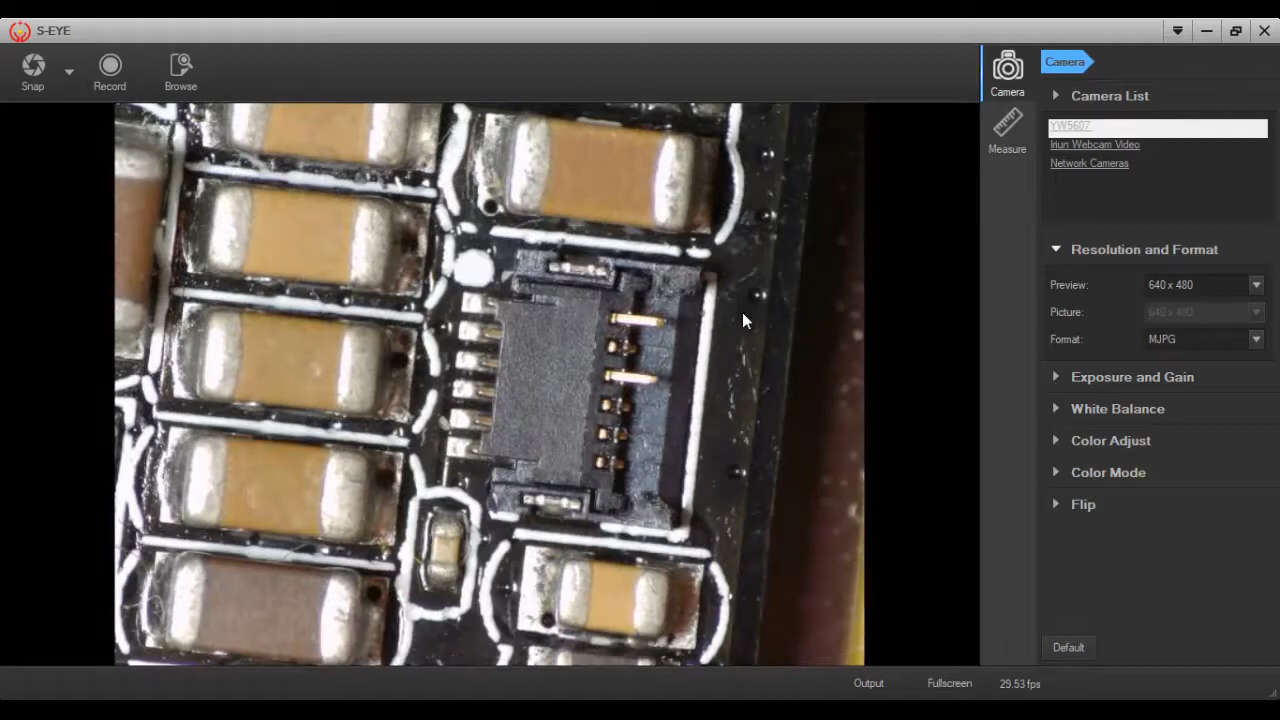 S-EYE
Snap
Record
Browse
Camera
Measure
Camera
Camera List
YW5607
Iriun Webcam Video
Network Cameras
Resolution and Format
Preview: 640 x 480
Picture: 640 x 480
Format: MJPG
Exposure and Gain
White Balance
Color Adjust
Color Mode
Flip
Default
Output Fullscreen 29.53 fps